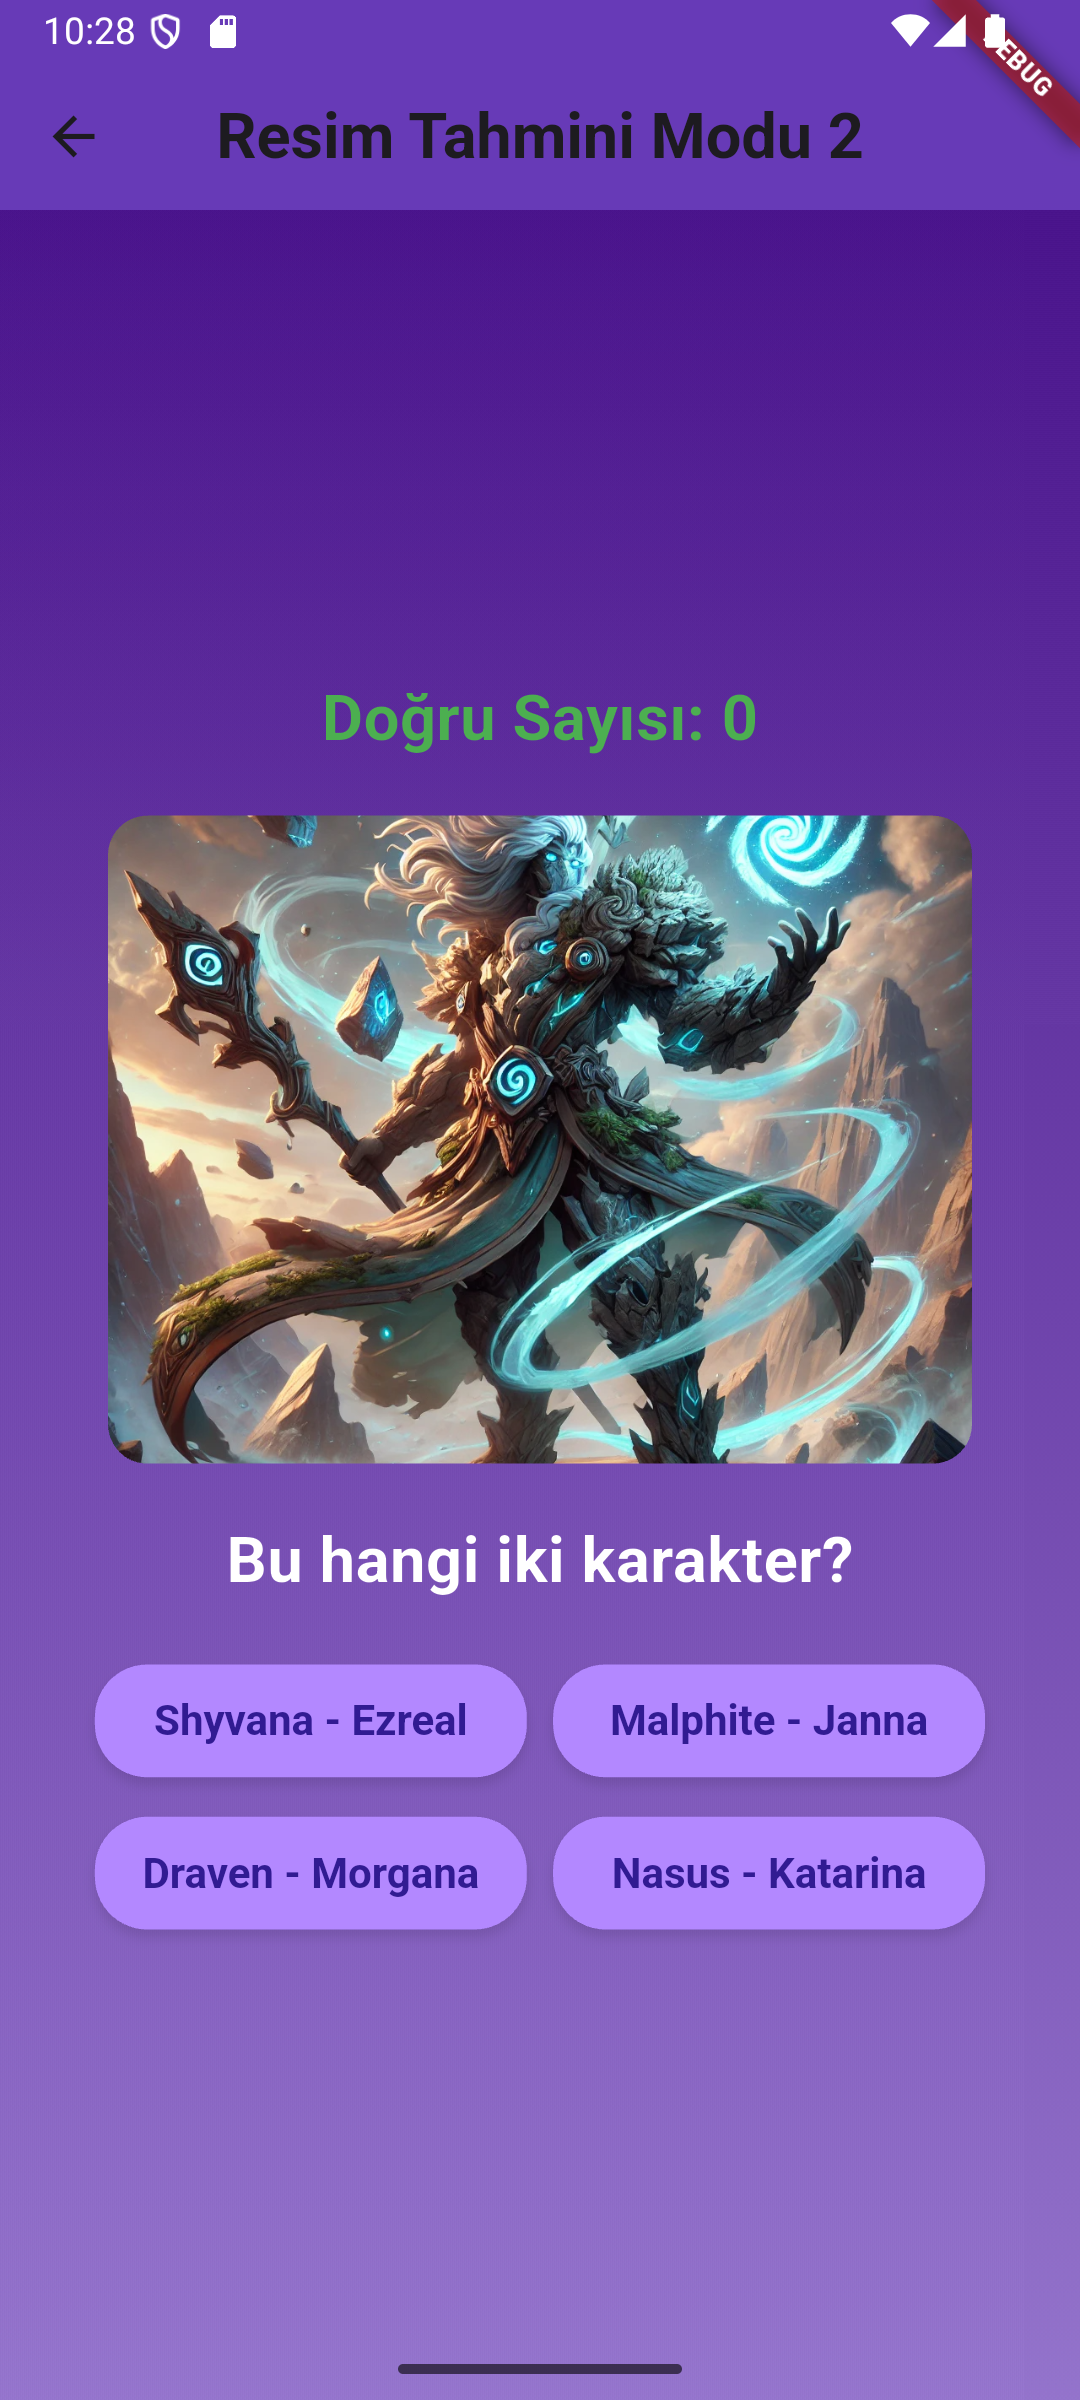 10:28
EBUG
Resim Tahmini Modu 2
Doğru Sayısı: 0
Bu hangi iki karakter?
Shyvana - Ezreal
Malphite - Janna
Draven - Morgana
Nasus - Katarina